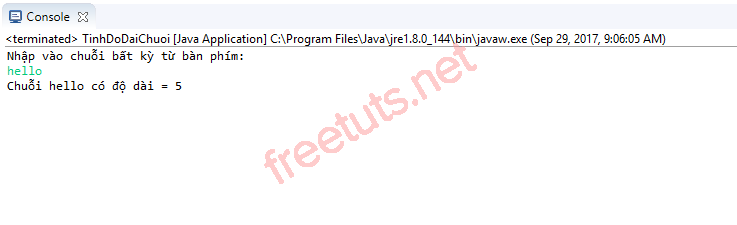 Console
<terminated> TinhDoDaiChuoi [Java Application] C:\Program Files\Java\jre1.8.0_144\bin\javaw.exe (Sep 29, 2017, 9:06:05 AM)
Nhập vào chuỗi bất kỳ từ bàn phím:
hello
Chuỗi hello có độ dài = 5
freetuts.net